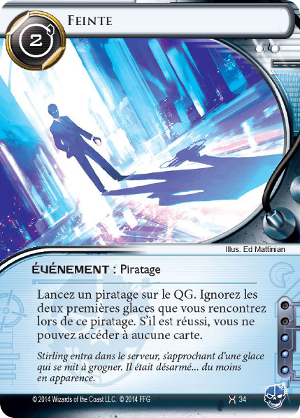 FEINTE
2
Illus. Ed Mattinian
ÉVÉNEMENT : Piratage
Lancez un piratage sur le QG. Ignorez les
deux premières glaces que vous rencontrez
lors de ce piratage. S'il est réussi, vous ne
pouvez accéder à aucune carte.
Stirling entra dans le serveur, s'approchant d'une glace
qui se mit à grogner. Il était désarmé... du moins
en apparence.
© 2014 Wizards of the Coast LLC. © 2014 FFG
34